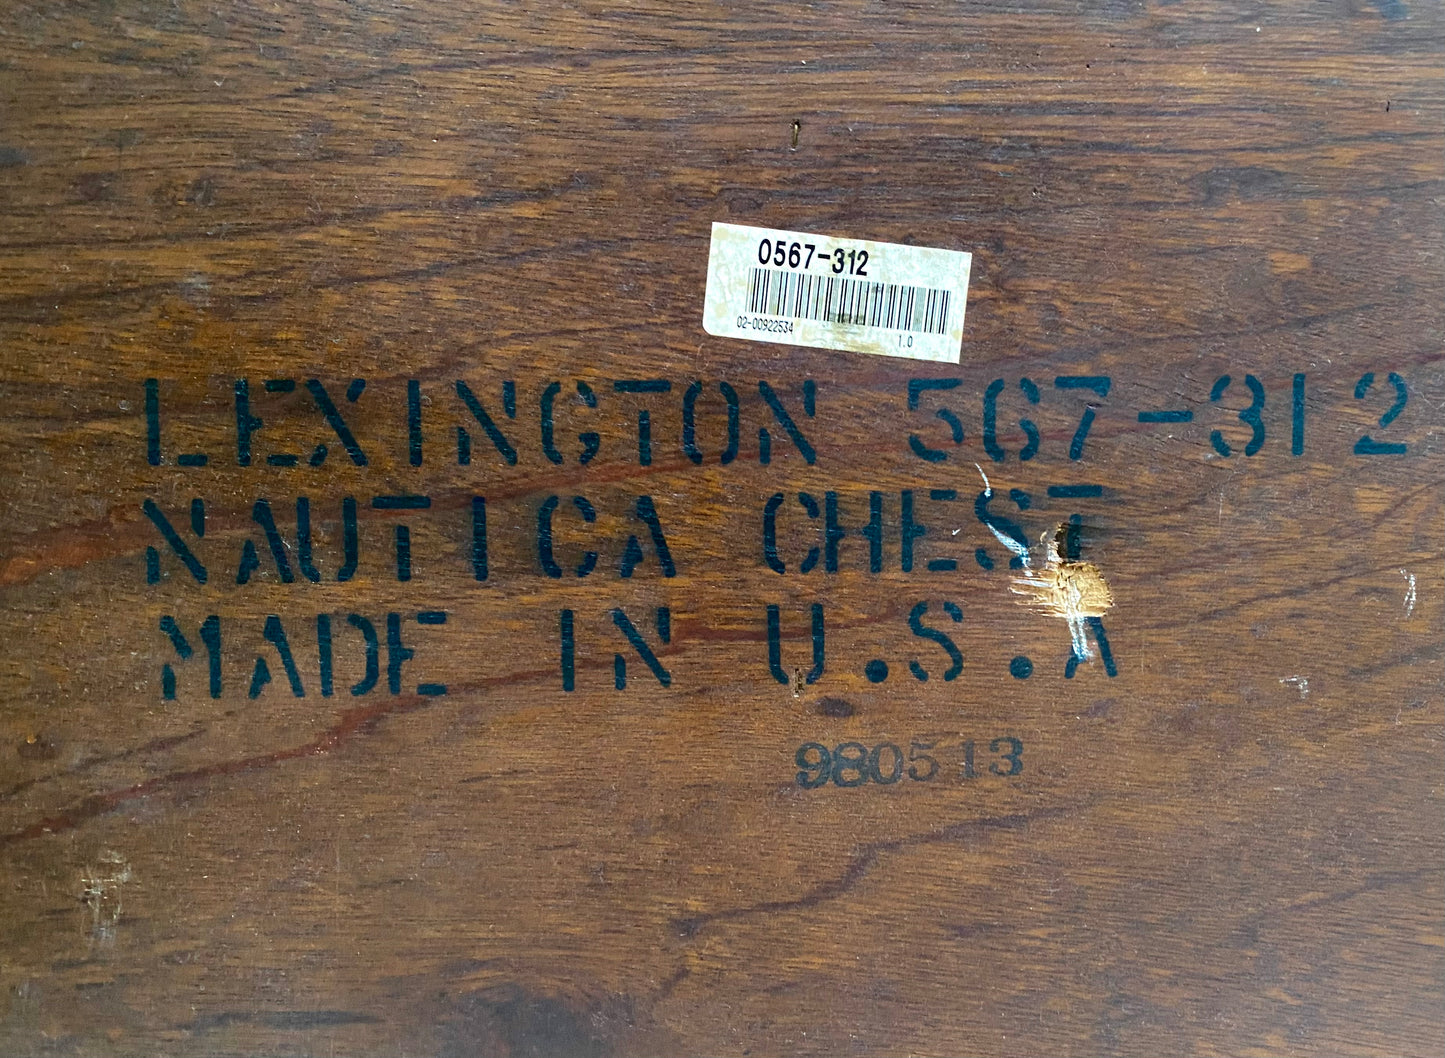 0567-312
02-00922534 1.0
LEXINGTON 567-312
NAUTICA CHEST
MADE IN U.S.A
980513